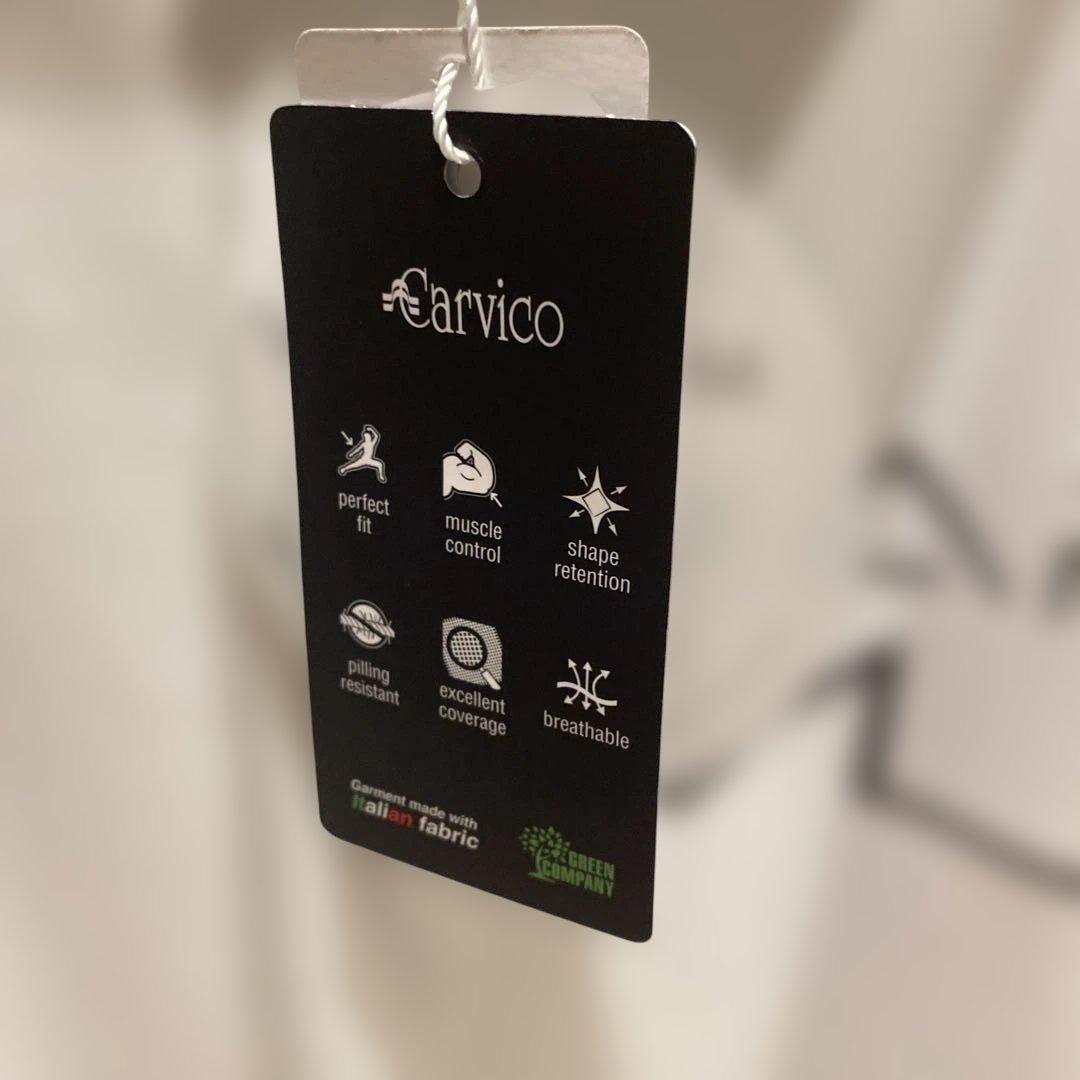 Carvico
perfect
fit
muscle
control
shape
retention
pilling
resistant
excellent
coverage
breathable
Garment made with
italian fabric
GREEN
COMPANY